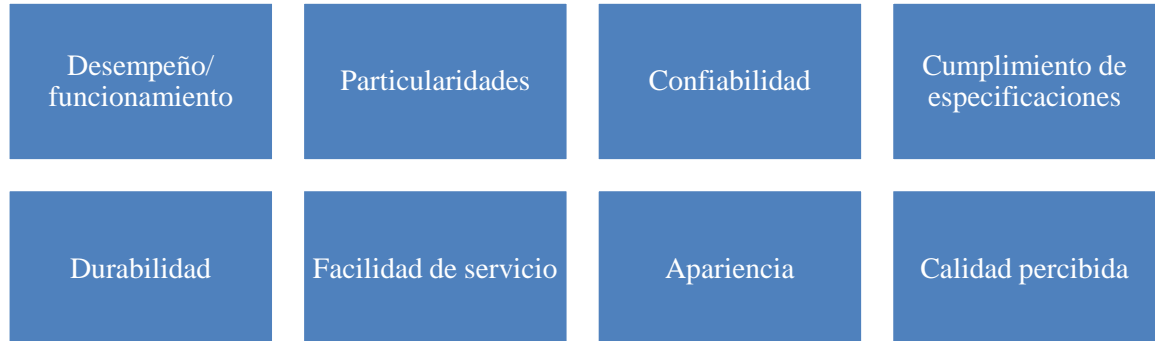 Desempeño/
funcionamiento
Particularidades
Confiabilidad
Cumplimiento de
especificaciones
Durabilidad
Facilidad de servicio
Apariencia
Calidad percibida